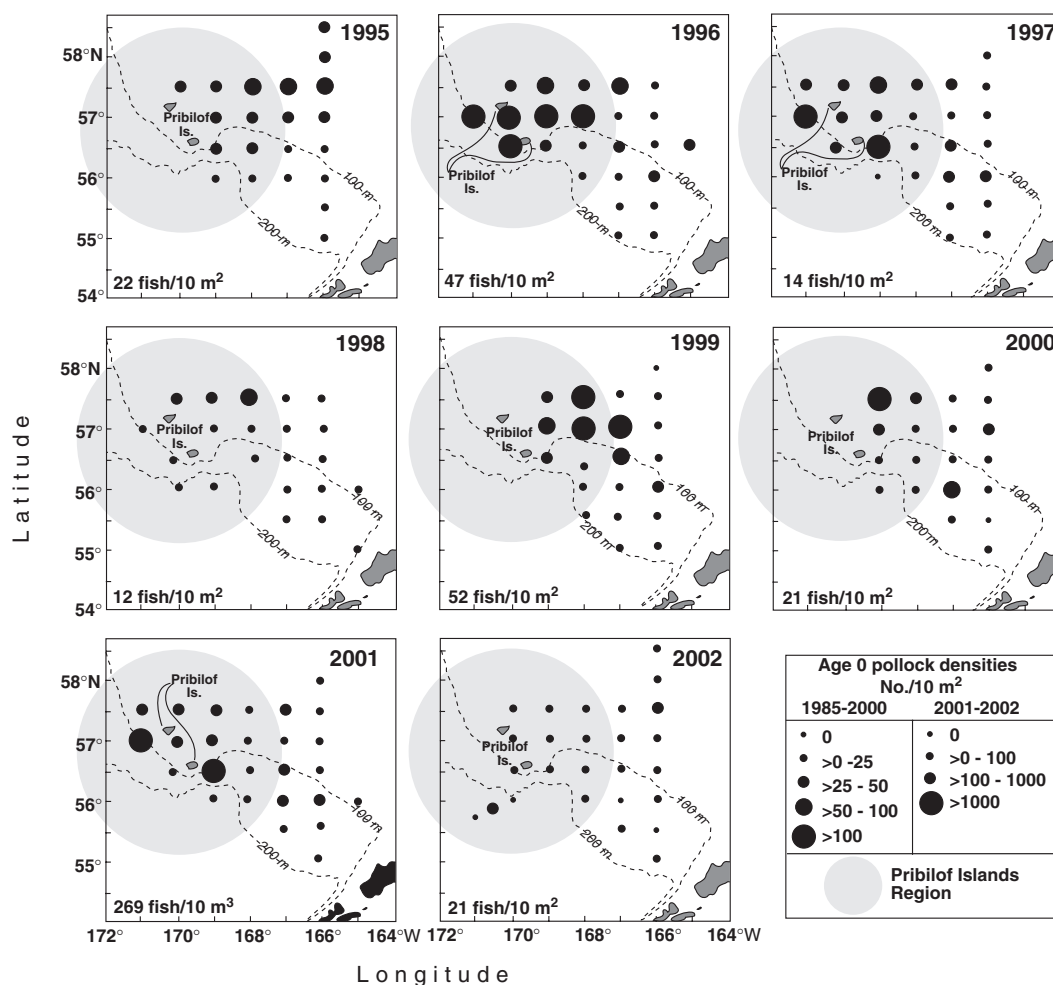 1995
58°N
57°
56°
55°
54°
Pribilof
Is.
100 m
200 m
22 fish/10 m2
1996
Pribilof
Is.
100 m
200 m
47 fish/10 m2
1997
Pribilof
Is.
100 m
200 m
14 fish/10 m2
1998
58°N
57°
56°
55°
54°
Pribilof
Is.
100 m
200-m
12 fish/10 m2
1999
Pribilof
Is.
100 m
200 m
52 fish/10 m2
2000
Pribilof
Is.
100 m
200 m
21 fish/10 m2
Latitude
2001
58°N
57°
56°
55°
Pribilof
Is.
100 m
200-m
269 fish/10 m3
172°
170°
168°
166°
164°W
2002
Pribilof
Is.
100 m
200 m
21 fish/10 m2
172°
170°
168°
166°
164°W
Longitude
Age 0 pollock densities
No./10 m2
1985-2000
2001-2002
0
>0 -25
>25 - 50
>50 - 100
>100
0
>0 - 100
>100 - 1000
>1000
Pribilof Islands
Region